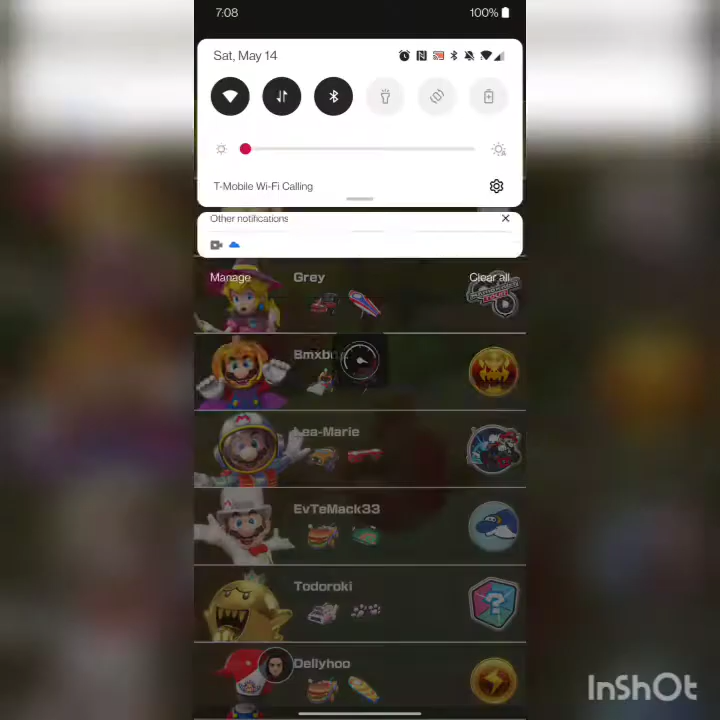 7:08
100%
Sat, May 14
T-Mobile Wi-Fi Calling
Other notifications
Manage
Clear all
Grey
Lea-Marie
EvTeMack33
Todoroki
Dellyhoo
InShOt